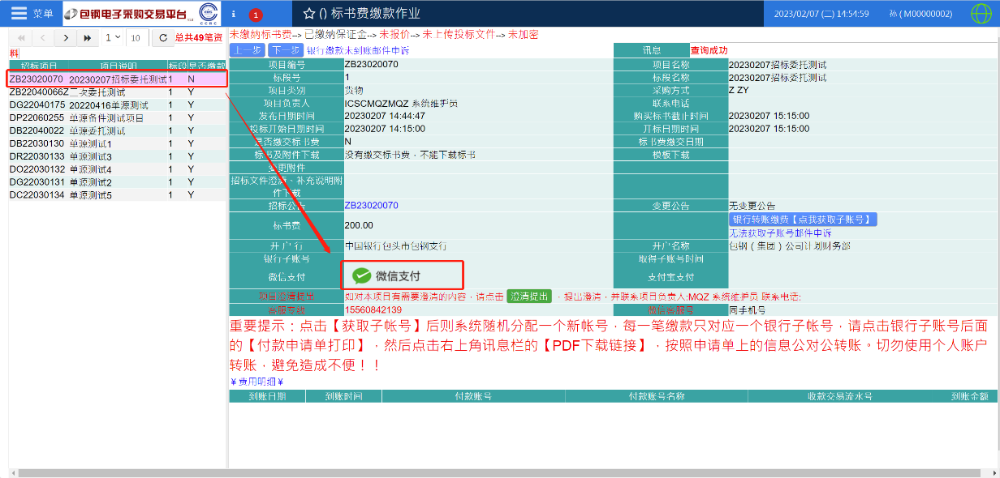 菜单
包钢电子采购交易平台
CGRC
i
1
☆ () 标书费缴款作业
2023/02/07 (二) 14:54:59
孙 ( M00000002)
1
10
总共49笔资料
未缴纳标书费--> 已缴纳保证金--> 未报价--> 未上传投标文件--> 未加密
上一步 下一步 银行缴款未到账邮件申诉
讯息 查询成功
招标项目 项目说明 标段 是否缴款
ZB23020070 20230207招标委托测试 1 N
ZB22040066Z 二次委托测试 1 Y
DG22040175 20220416单源测试 1 Y
DP22060255 单源条件测试项目 1 Y
DB22040022 单源委托测试 1 Y
DB22030130 单源测试1 1 Y
DR22030133 单源测试3 1 Y
DO22030132 单源测试4 1 Y
DG22030131 单源测试2 1 Y
DC22030134 单源测试5 1 Y
项目编号 ZB23020070 项目名称 20230207招标委托测试
标段号 1 标段名称 20230207招标委托测试
项目类别 货物 采购方式 Z ZY
项目负责人 ICSCMQZMQZ 系统维护员 联系电话
发布日期时间 20230207 14:44:47 购买标书截止时间 20230207 15:15:00
投标开始日期时间 20230207 14:15:00 开标日期时间 20230207 15:15:00
是否缴交标书费 N 标书费缴交日期
标书及附件下载 没有缴交标书费，不能下载标书 模板下载
变更附件
招标文件澄清、补充说明附件下载
招标公告 ZB23020070 变更公告 无变更公告
标书费 200.00 银行转账缴费【点我获取子账号】
无法获取子账号邮件申诉
开户行 中国银行包头市包钢支行 开户名称 包钢（集团）公司计划财务部
银行子账号 取得子账号时间
微信支付 微信支付 支付宝支付
项目澄清提出 如对本项目有需要澄清的内容，请点击 澄清提出 ，提出澄清，并联系项目负责人:MQZ 系统维护员 联系电话:
客服专线 15560842139 微信客服号 同手机号
重要提示：点击【获取子帐号】后则系统随机分配一个新帐号，每一笔缴款只对应一个银行子帐号，请点击银行子账号后面
的【付款申请单打印】，然后点击右上角讯息栏的【PDF下载链接】，按照申请单上的信息公对公转账。切勿使用个人账户
转账，避免造成不便！！
¥费用明细¥
到账日期 到账时间 付款账号 付款账号名称 收款交易流水号 到账金额